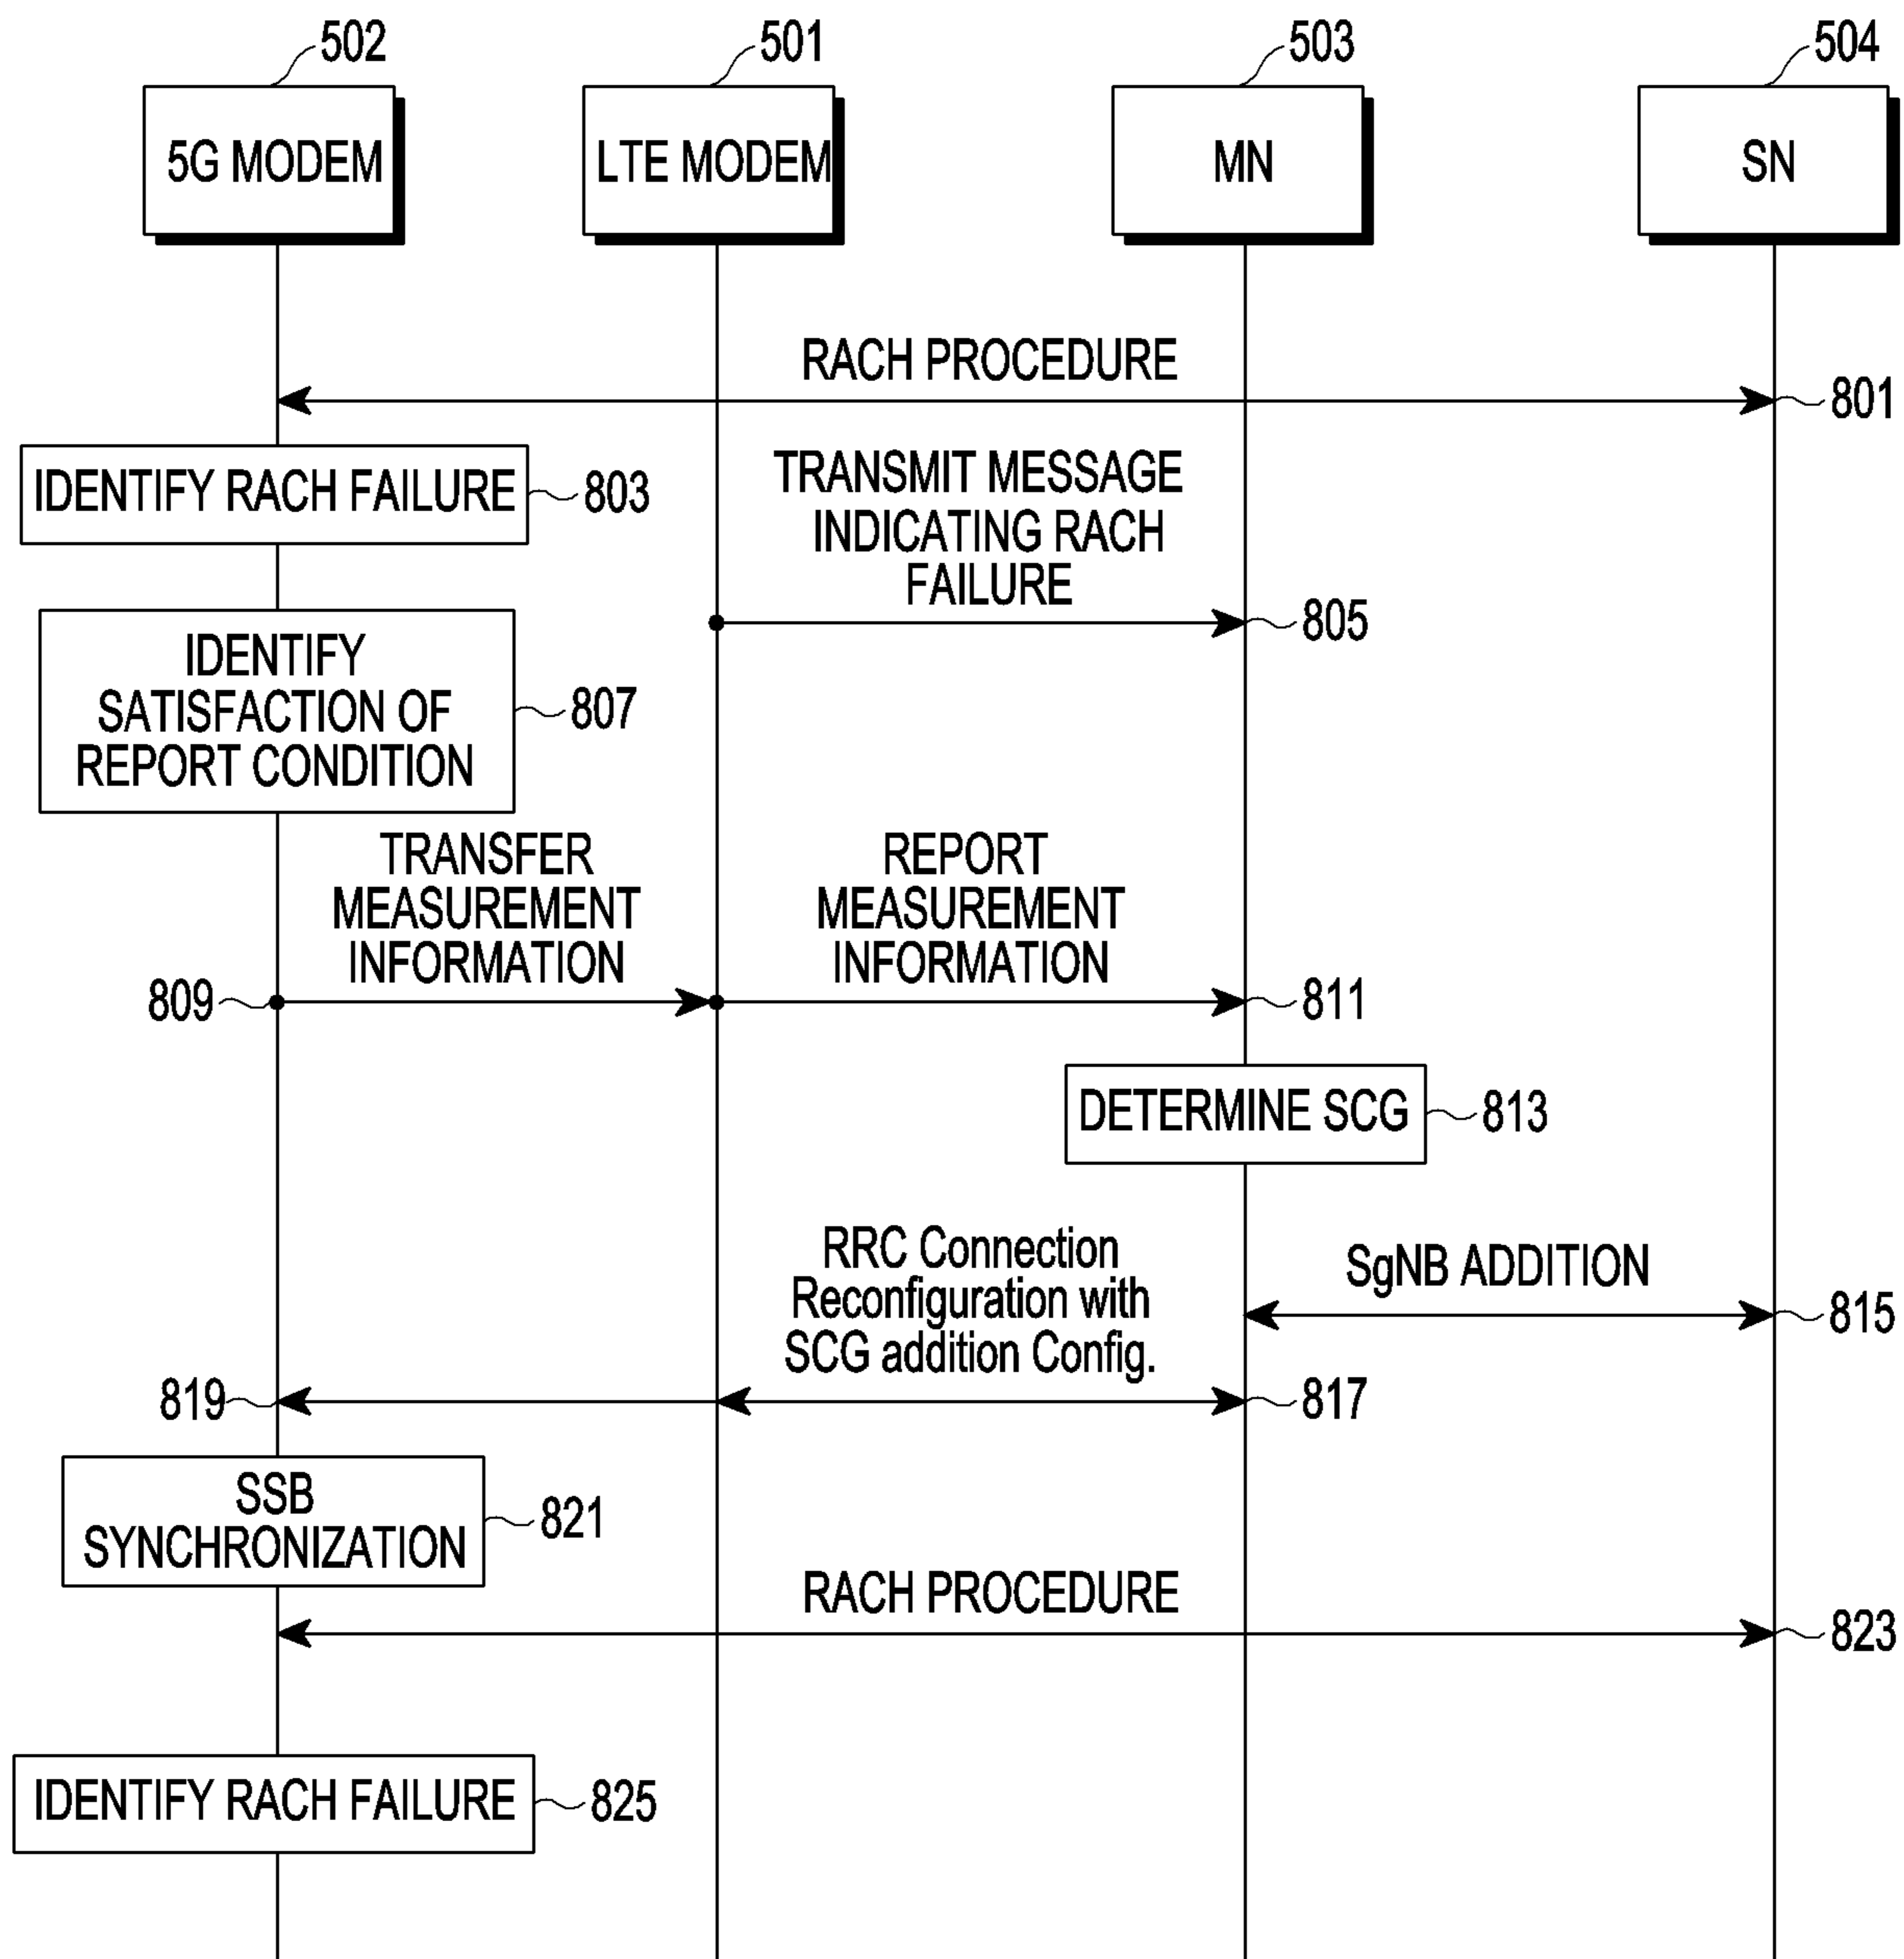 502
501
503
504
5G MODEM
LTE MODEM
MN
SN
RACH PROCEDURE
801
IDENTIFY RACH FAILURE
803
TRANSMIT MESSAGE
INDICATING RACH
FAILURE
805
IDENTIFY
SATISFACTION OF
REPORT CONDITION
807
TRANSFER
MEASUREMENT
INFORMATION
809
REPORT
MEASUREMENT
INFORMATION
811
DETERMINE SCG
813
SgNB ADDITION
815
RRC Connection
Reconfiguration with
SCG addition Config.
817
819
SSB
SYNCHRONIZATION
821
RACH PROCEDURE
823
IDENTIFY RACH FAILURE
825